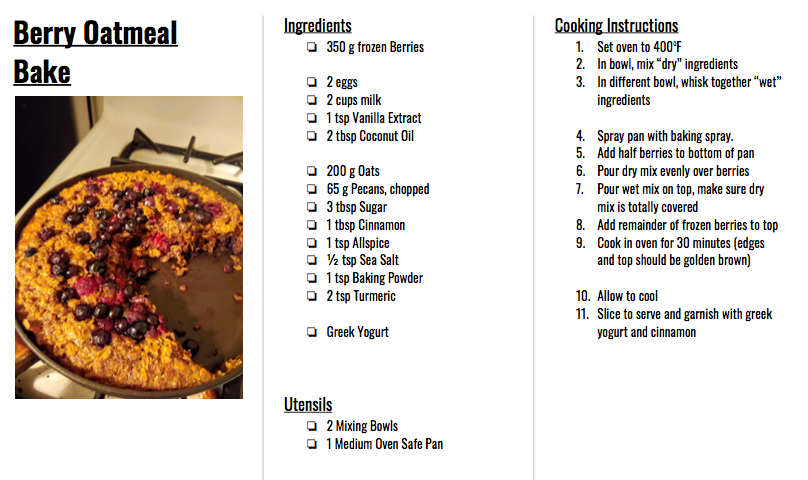 Berry Oatmeal
Bake
Ingredients
❏ 350 g frozen Berries
❏ 2 eggs
❏ 2 cups milk
❏ 1 tsp Vanilla Extract
❏ 2 tbsp Coconut Oil
❏ 200 g Oats
❏ 65 g Pecans, chopped
❏ 3 tbsp Sugar
❏ 1 tbsp Cinnamon
❏ 1 tsp Allspice
❏ ½ tsp Sea Salt
❏ 1 tsp Baking Powder
❏ 2 tsp Turmeric
❏ Greek Yogurt
Utensils
❏ 2 Mixing Bowls
❏ 1 Medium Oven Safe Pan
Cooking Instructions
1. Set oven to 400°F
2. In bowl, mix “dry” ingredients
3. In different bowl, whisk together “wet”
ingredients
4. Spray pan with baking spray.
5. Add half berries to bottom of pan
6. Pour dry mix evenly over berries
7. Pour wet mix on top, make sure dry
mix is totally covered
8. Add remainder of frozen berries to top
9. Cook in oven for 30 minutes (edges
and top should be golden brown)
10. Allow to cool
11. Slice to serve and garnish with greek
yogurt and cinnamon